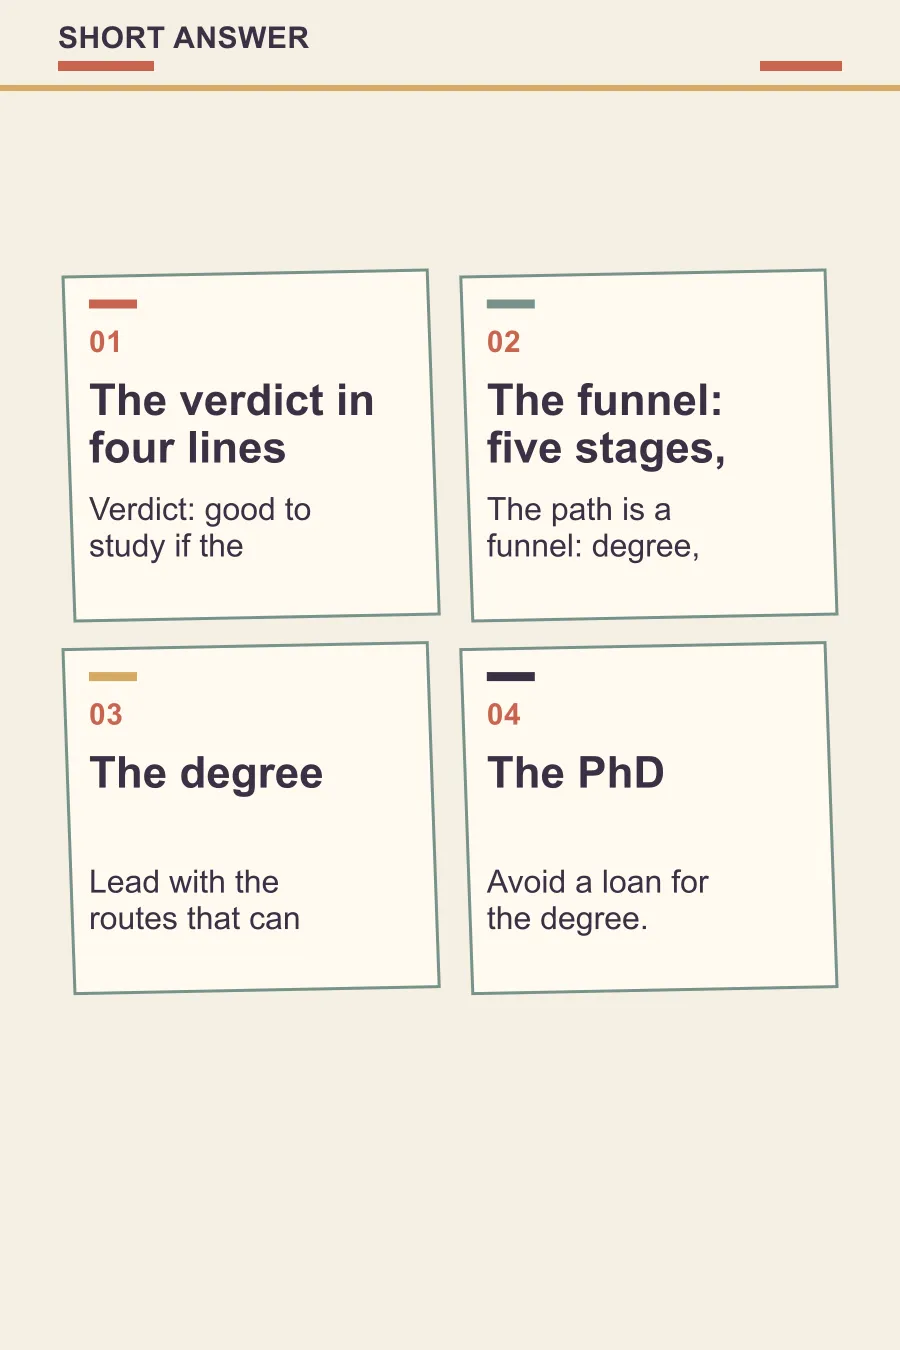 SHORT ANSWER
01
The verdict in
four lines
Verdict: good to
study if the
02
The funnel:
five stages,
The path is a
funnel: degree,
03
The degree
Lead with the
routes that can
04
The PhD
Avoid a loan for
the degree.